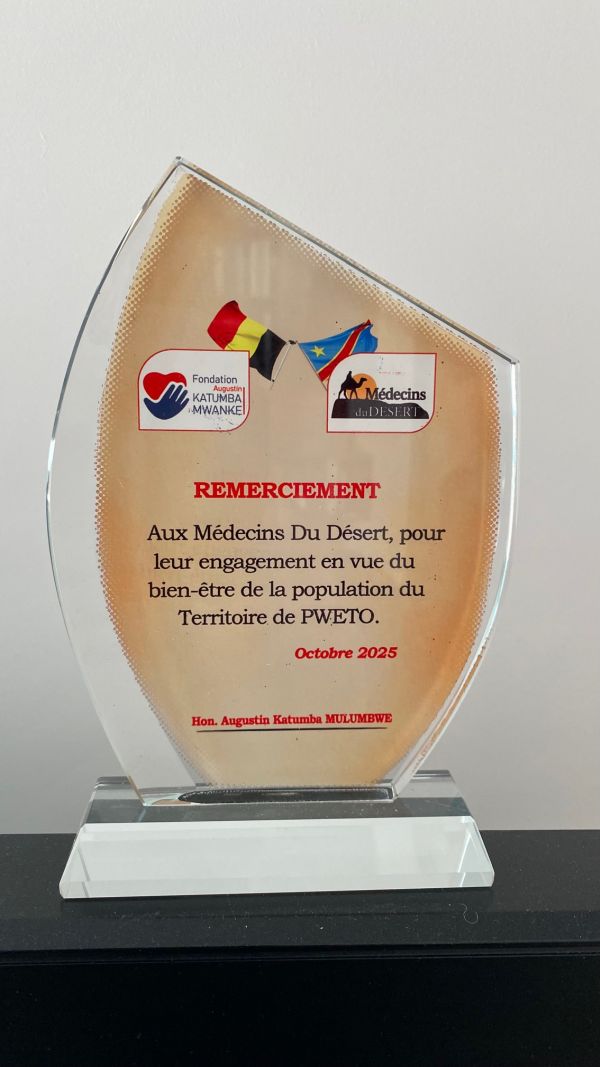 Fondation
Augustin
KATUMBA
MWANKE
Médecins
du DESERT
REMERCIEMENT
Aux Médecins Du Désert, pour
leur engagement en vue du
bien-être de la population du
Territoire de PWETO.
Octobre 2025
Hon. Augustin Katumba MULUMBWE